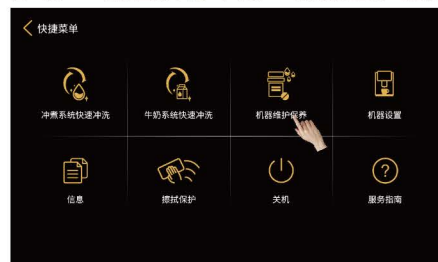 快捷菜单
冲煮系统快速冲洗
牛奶系统快速冲洗
机器维护保养
机器设置
信息
擦拭保护
关机
服务指南